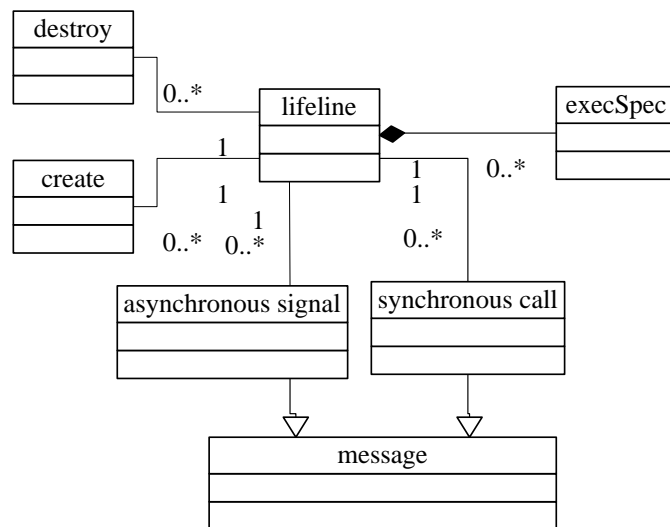 destroy
0..*
lifeline
execSpec
1
1
0..*
create
1
1
1
0..*
0..*
0..*
asynchronous signal
synchronous call
message